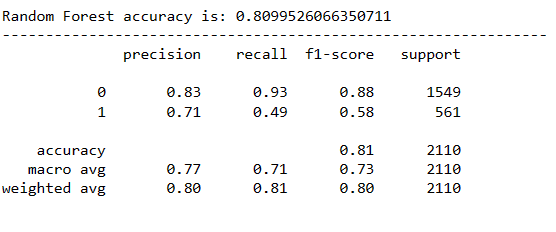 Random Forest accuracy is: 0.8099526066350711
------------------------------------------------------------
precision recall f1-score support
0 0.83 0.93 0.88 1549
1 0.71 0.49 0.58 561
accuracy 0.81 2110
macro avg 0.77 0.71 0.73 2110
weighted avg 0.80 0.81 0.80 2110